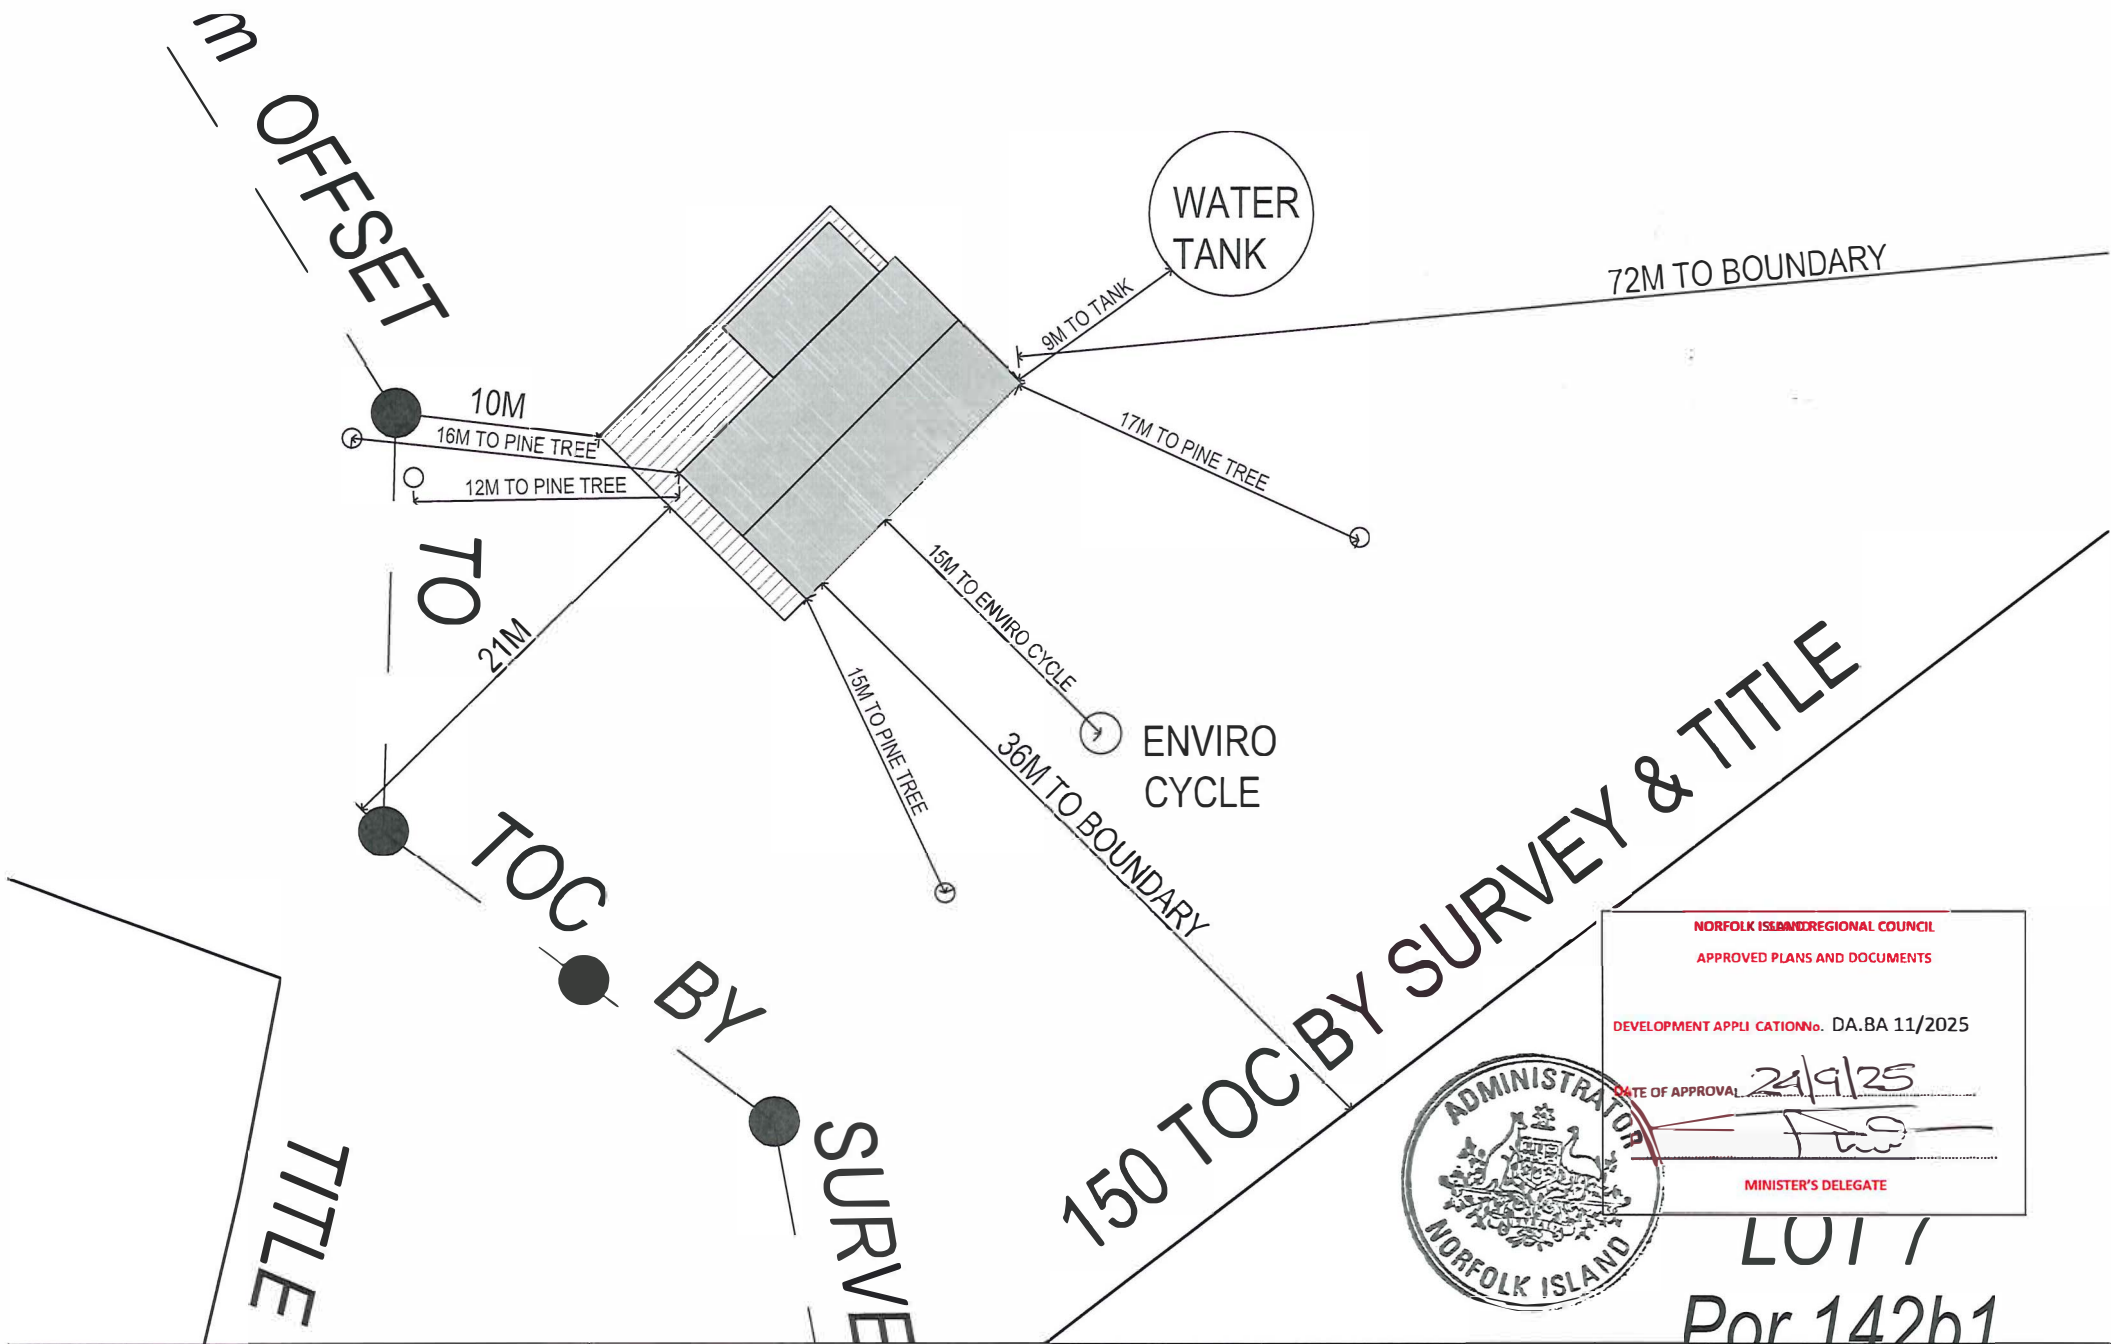 m OFFSET
TO
TOC
BY
SURVE
TITLE
WATER
TANK
9M TO TANK
72M TO BOUNDARY
10M
16M TO PINE TREE
12M TO PINE TREE
17M TO PINE TREE
21M
15M TO ENVIRO CYCLE
15M TO PINE TREE
36M TO BOUNDARY
ENVIRO
CYCLE
150 TOC BY SURVEY & TITLE
NORFOLK ISLAND REGIONAL COUNCIL
APPROVED PLANS AND DOCUMENTS
DEVELOPMENT APPLICATION No. DA.BA 11/2025
DATE OF APPROVAL 24/9/25
MINISTER'S DELEGATE
ADMINISTRATOR
NORFOLK ISLAND
LOT 7
Por 142b1